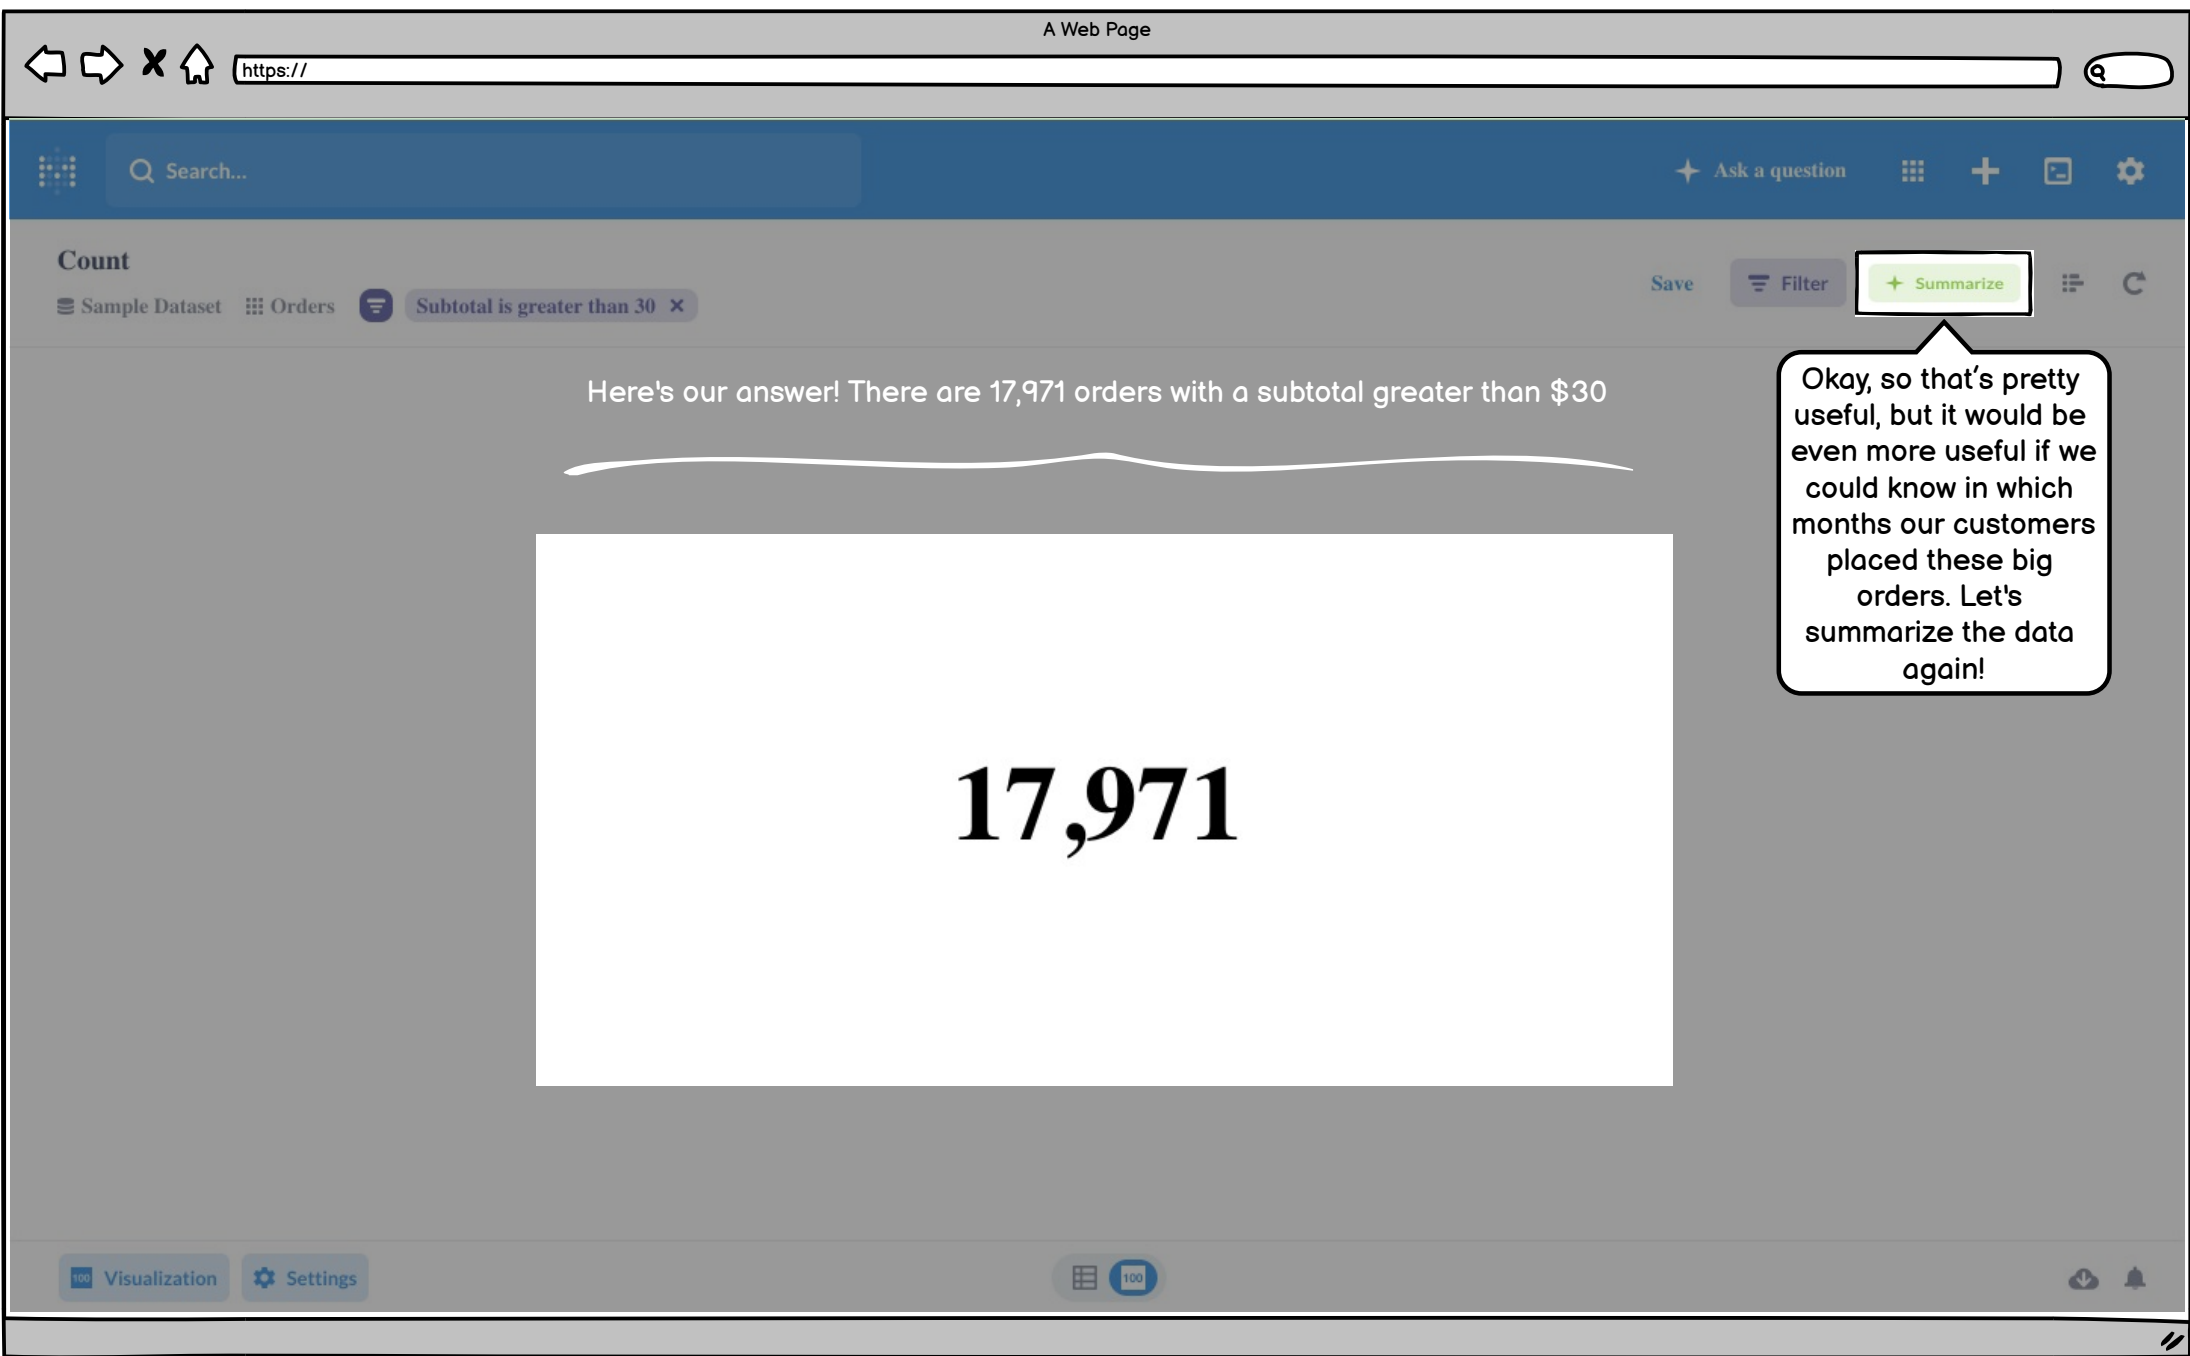 A Web Page
https://
Search...
Ask a question
Count
Save
Filter
Summarize
Sample Dataset
Orders
Subtotal is greater than 30
Here's our answer! There are 17,971 orders with a subtotal greater than $30
Okay, so that's pretty
useful, but it would be
even more useful if we
could know in which
months our customers
placed these big
orders. Let's
summarize the data
again!
17,971
100 Visualization
Settings
100